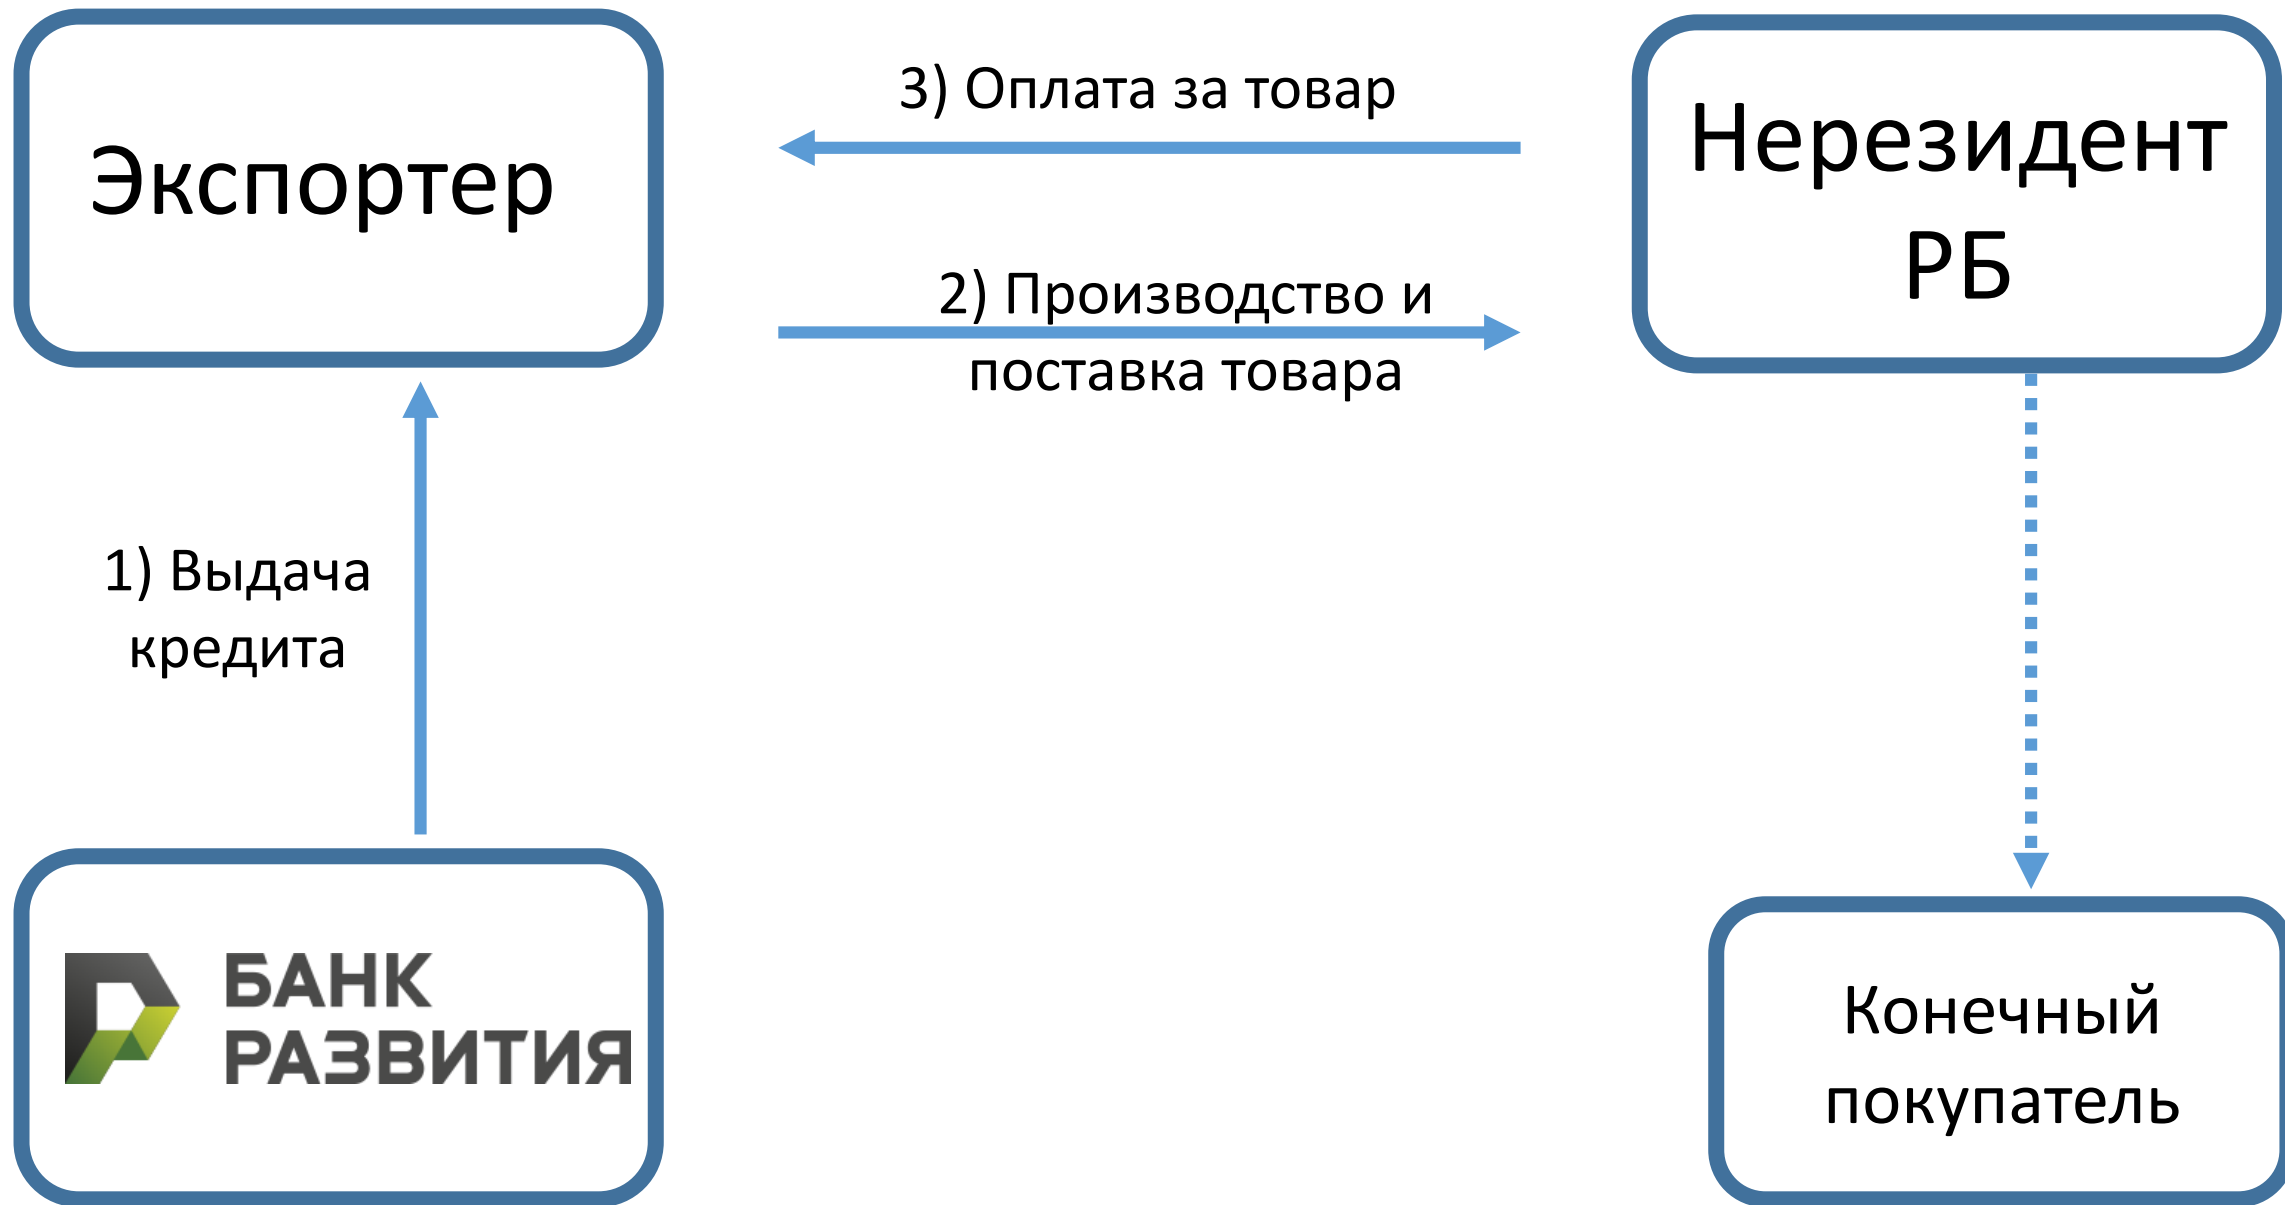 Экспортер
3) Оплата за товар
Нерезидент
РБ
2) Производство и
поставка товара
1) Выдача
кредита
БАНК
РАЗВИТИЯ
Конечный
покупатель